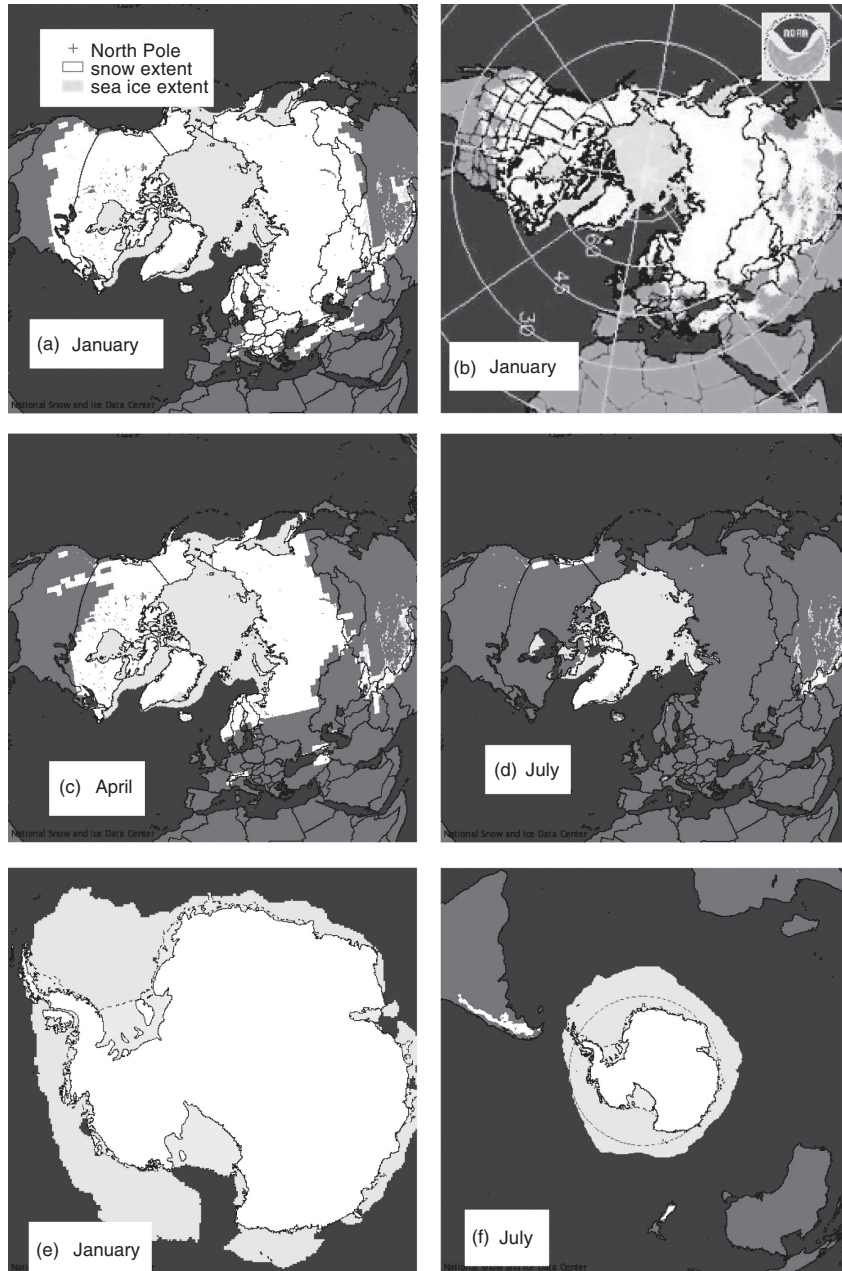 North Pole
snow extent
sea ice extent
(a) January
National Snow and Ice Data Center
NOAA
60
45
30
(b) January
(c) April
National Snow and Ice Data Center
(d) July
National Snow and Ice Data Center
(e) January
(f) July